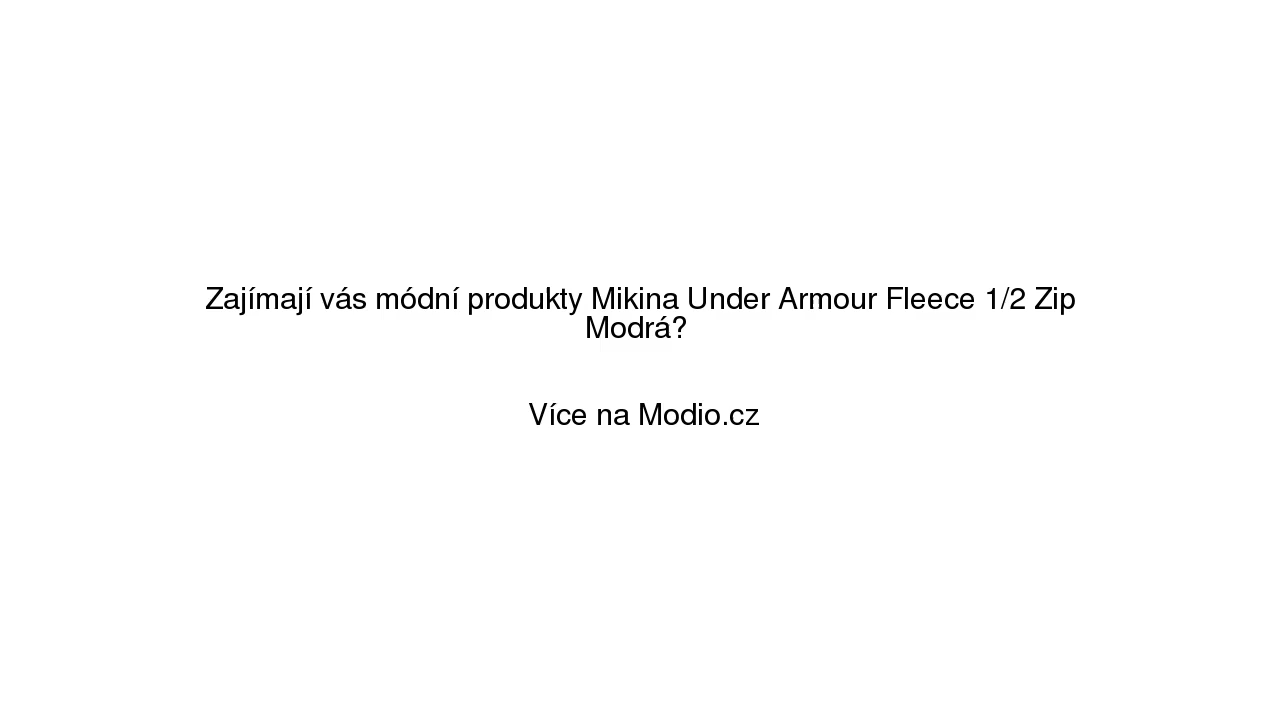 Zajímají vás módní produkty Mikina Under Armour Fleece 1/2 Zip
Modrá?
Více na Modio.cz